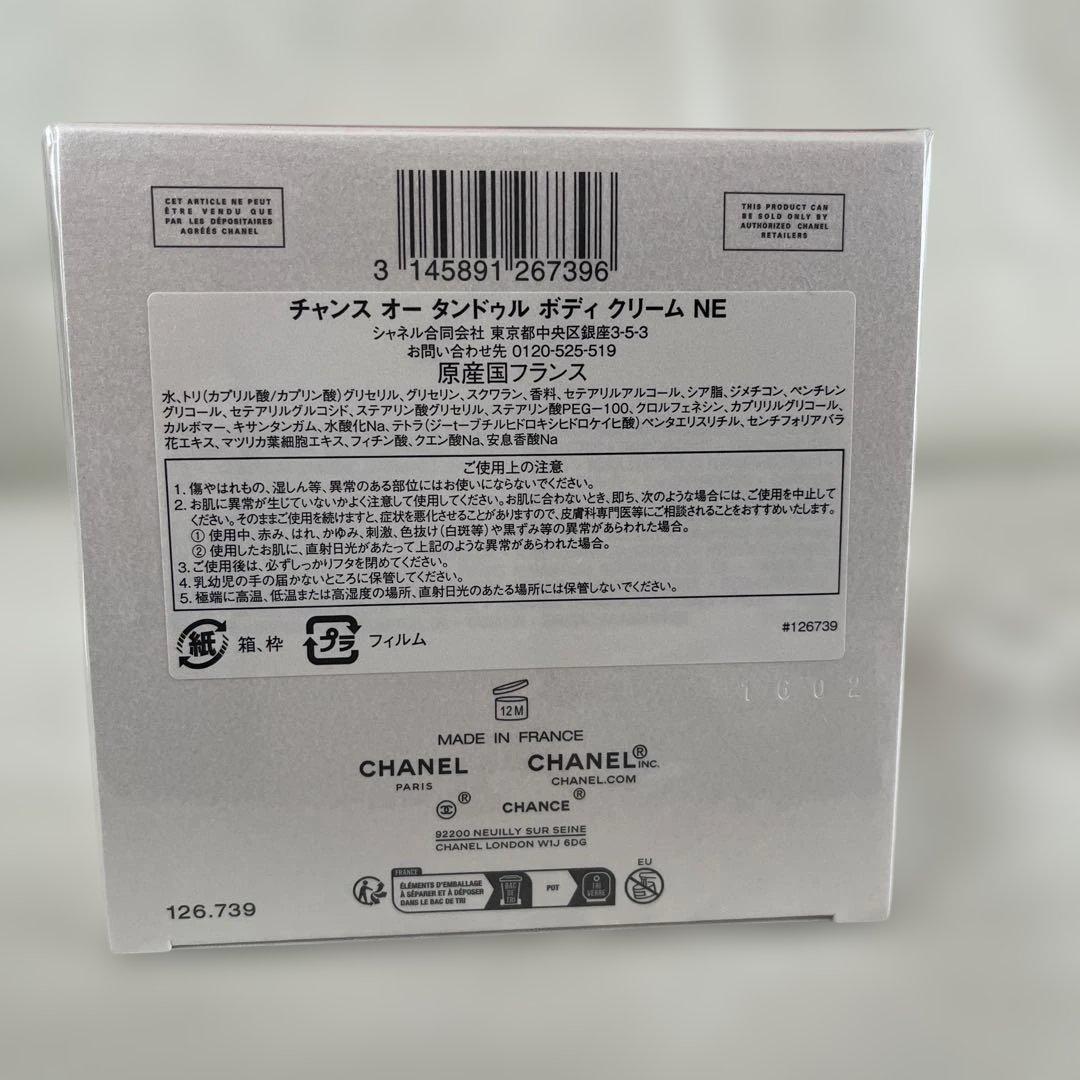 CET ARTICLE NE PEUT
ÊTRE VENDU QUE
PAR LES DÉPOSITAIRES
AGRÉÉS CHANEL
THIS PRODUCT CAN
BE SOLD ONLY BY
AUTHORIZED CHANEL
RETAILERS
3 145891 267396
チャンス オー タンドゥル ボディ クリーム NE
シャネル合同会社 東京都中央区銀座3-5-3
お問い合わせ先 0120-525-519
原産国フランス
水、トリ(カプリル酸/カプリン酸)グリセリル、グリセリン、スクワラン、香料、セテアリルアルコール、シア脂、ジメチコン、ペンチレン
グリコール、セテアリルグルコシド、ステアリン酸グリセリル、ステアリン酸PEG-100、クロルフェネシン、カプリリルグリコール、
カルボマー、キサンタンガム、水酸化Na、テトラ(ジ-t-ブチルヒドロキシヒドロケイヒ酸)ペンタエリスリチル、センチフォリアバラ
花エキス、マツリカ葉細胞エキス、フィチン酸、クエン酸Na、安息香酸Na
ご使用上の注意
1. 傷やはれもの、湿しん等、異常のある部位にはお使いにならないでください。
2. お肌に異常が生じていないかよく注意して使用してください。お肌に合わないとき、即ち、次のような場合には、ご使用を中止して
ください。そのままご使用を続けますと、症状を悪化させることがありますので、皮膚科専門医等にご相談されることをおすすめいたします。
① 使用中、赤み、はれ、かゆみ、刺激、色抜け(白斑等)や黒ずみ等の異常があらわれた場合。
② 使用したお肌に、直射日光があたって上記のような異常があらわれた場合。
3. ご使用後は、必ずしっかりフタを閉めてください。
4. 乳幼児の手の届かないところに保管してください。
5. 極端に高温、低温または高湿度の場所、直射日光のあたる場所には保管しないでください。
#126739
紙 箱、枠 プラ フィルム
1602
12M
MADE IN FRANCE
CHANEL CHANEL® INC.
PARIS CHANEL.COM
® CHANCE®
92200 NEUILLY SUR SEINE
CHANEL LONDON W1J 6DG
FRANCE
ÉLÉMENTS D'EMBALLAGE
À SÉPARER ET À DÉPOSER
DANS LE BAC DE TRI
BAC
DE
TRI
POT
TRI
VERRE
EU
126.739